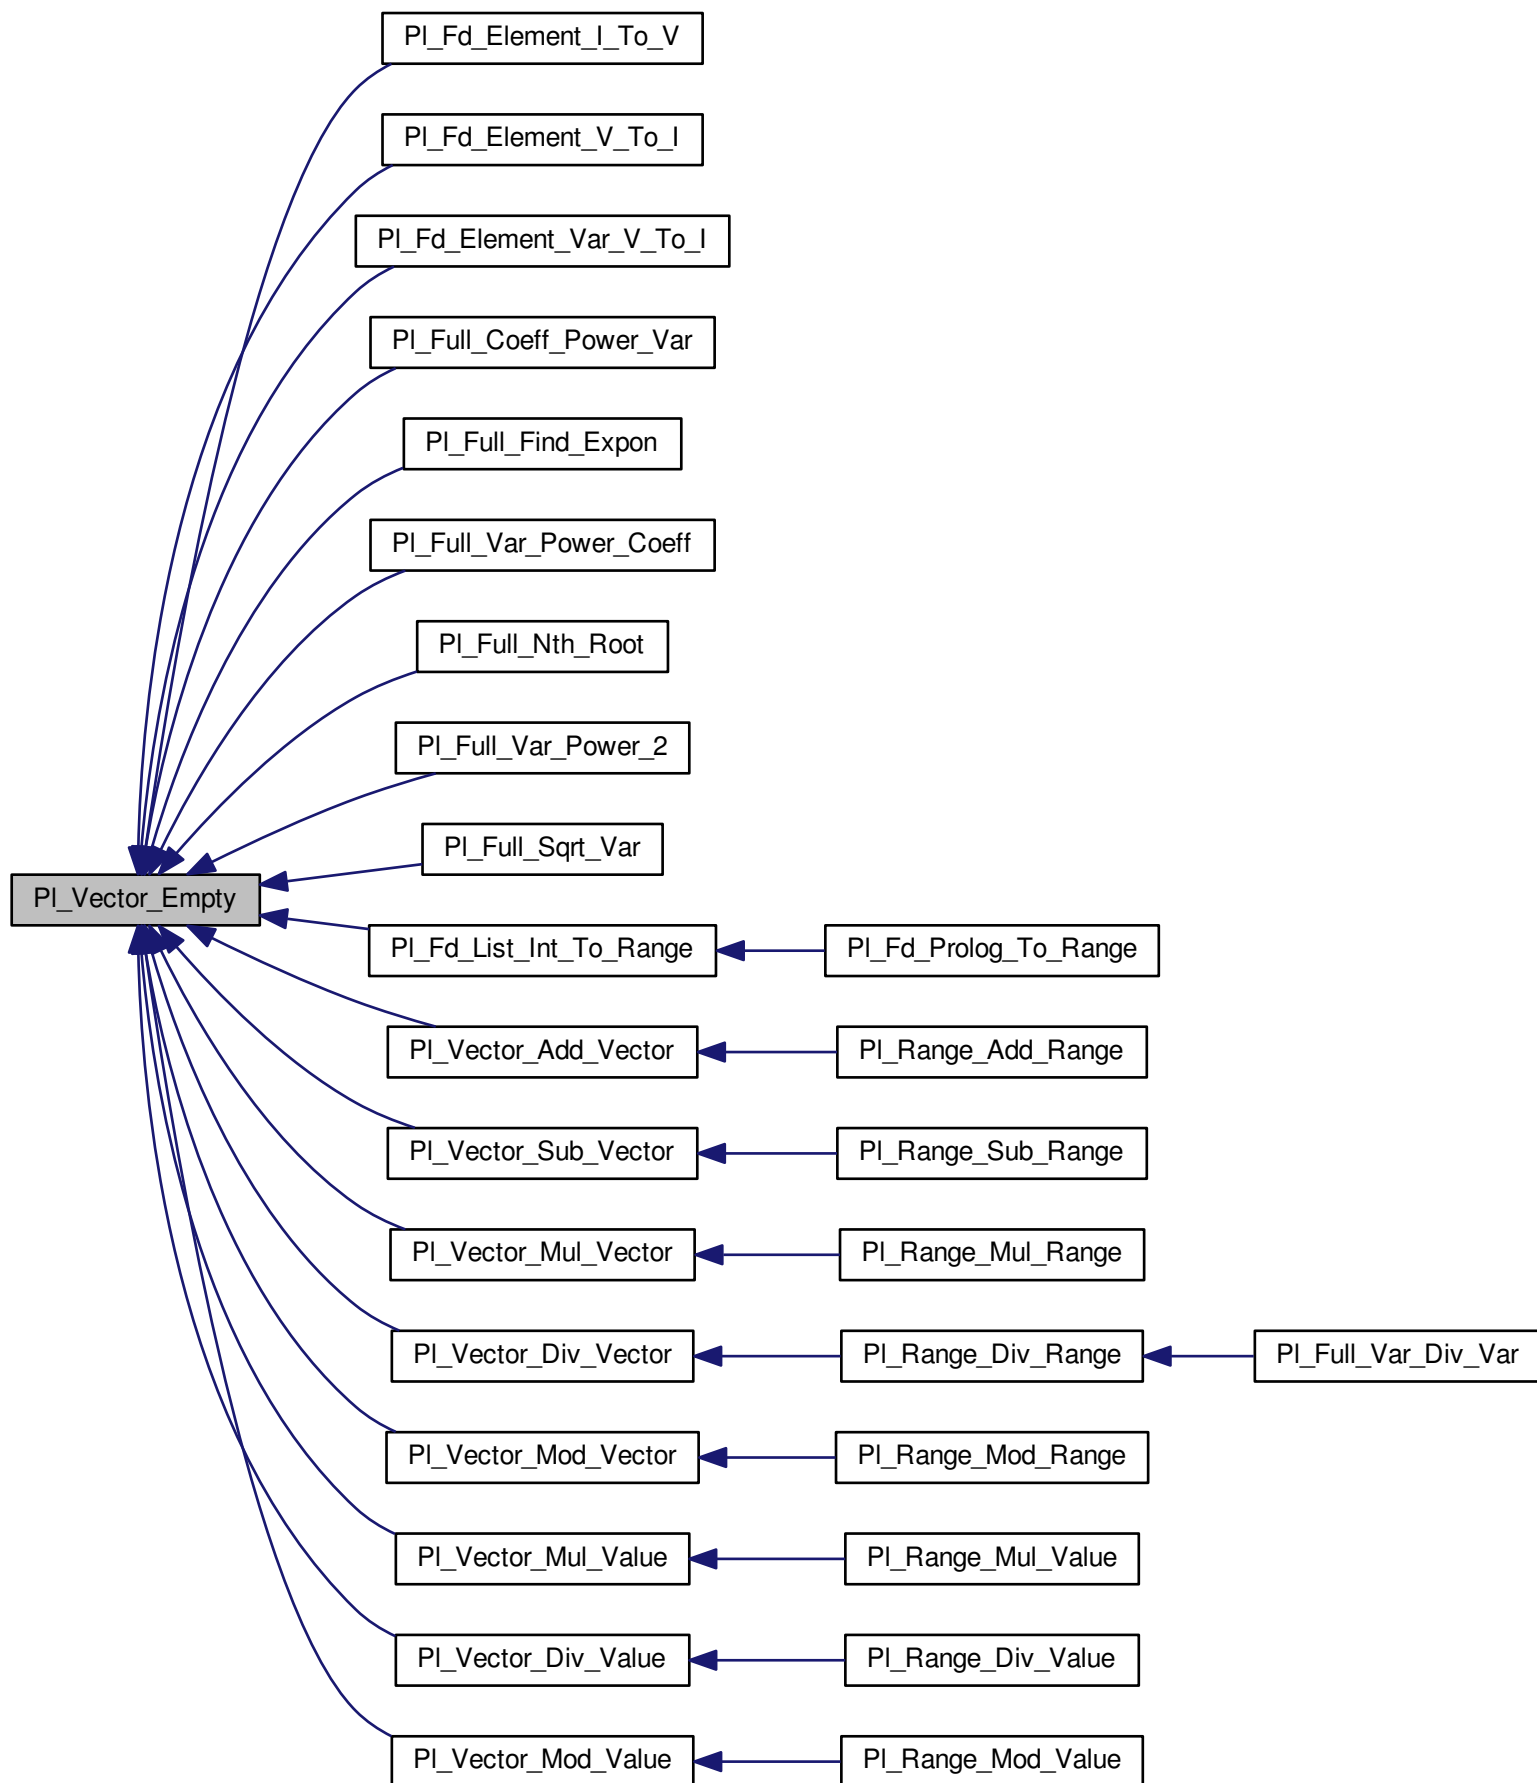 Pl_Fd_Element_I_To_V
Pl_Fd_Element_V_To_I
Pl_Fd_Element_Var_V_To_I
Pl_Full_Coeff_Power_Var
Pl_Full_Find_Expon
Pl_Full_Var_Power_Coeff
Pl_Full_Nth_Root
Pl_Full_Var_Power_2
Pl_Full_Sqrt_Var
Pl_Vector_Empty
Pl_Fd_List_Int_To_Range
Pl_Fd_Prolog_To_Range
Pl_Vector_Add_Vector
Pl_Range_Add_Range
Pl_Vector_Sub_Vector
Pl_Range_Sub_Range
Pl_Vector_Mul_Vector
Pl_Range_Mul_Range
Pl_Vector_Div_Vector
Pl_Range_Div_Range
Pl_Full_Var_Div_Var
Pl_Vector_Mod_Vector
Pl_Range_Mod_Range
Pl_Vector_Mul_Value
Pl_Range_Mul_Value
Pl_Vector_Div_Value
Pl_Range_Div_Value
Pl_Vector_Mod_Value
Pl_Range_Mod_Value